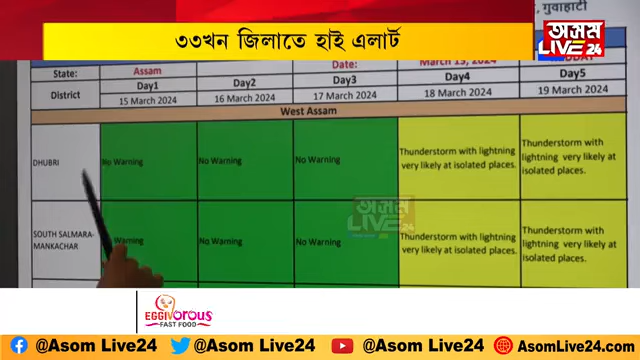 , गुवाहाटी
৩৩খন জিলাতে হাই এলাৰ্ট
অসম
LIVE24
State: Assam Date: March 15, 2024
District Day1 Day2 Day3 Day4 Day5
15 March 2024 16 March 2024 17 March 2024 18 March 2024 19 March 2024
West Assam
DHUBRI No Warning No Warning No Warning Thunderstorm with lightning very likely at isolated places. Thunderstorm with lightning very likely at isolated places.
SOUTH SALMARA-MANKACHAR Warning No Warning No Warning Thunderstorm with lightning very likely at isolated places. Thunderstorm with lightning very likely at isolated places.
অসম
LIVE24
EGGIVOROUS
FAST FOOD
@Asom Live24 @Asom Live24 @Asom Live24 AsomLive24.com